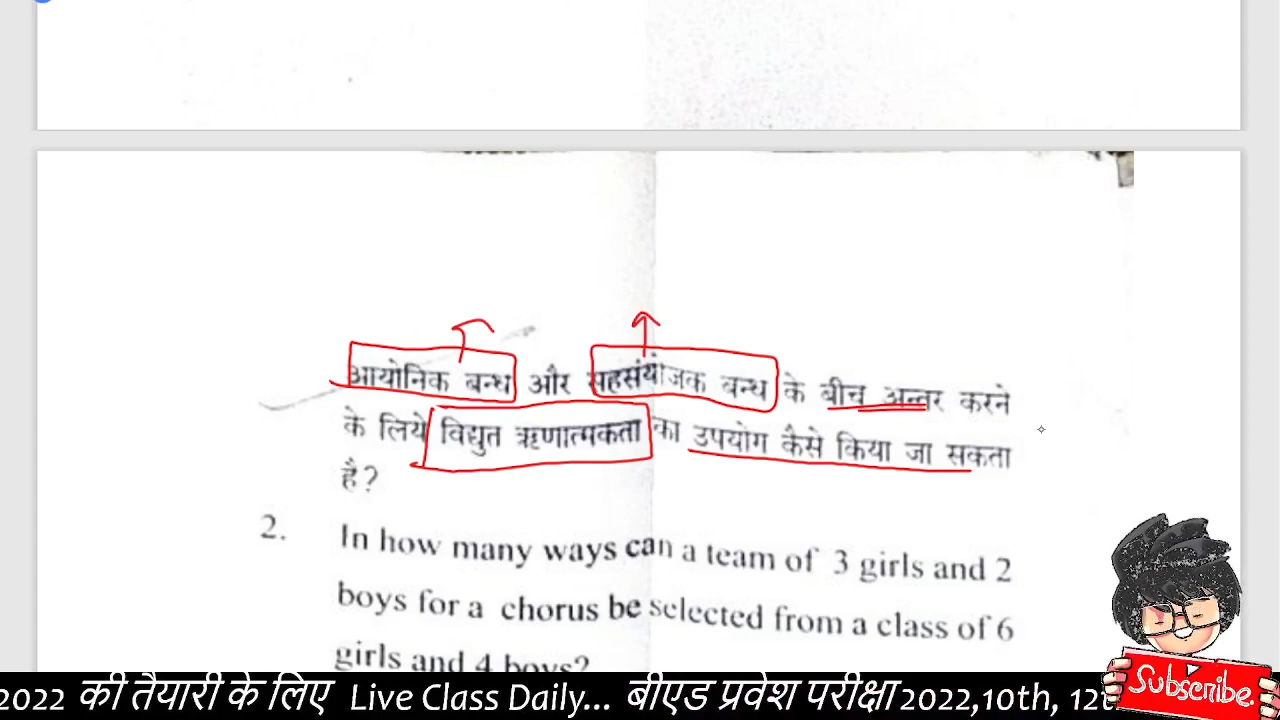 आयोनिक बन्ध और सहसंयोजक बन्ध के बीच अन्तर करने
के लिये विद्युत ऋणात्मकता का उपयोग कैसे किया जा सकता
है?
2. In how many ways can a team of 3 girls and 2
boys for a chorus be selected from a class of 6
girls and 4 boys?
2022 की तैयारी के लिए Live Class Daily... बीएड प्रवेश परीक्षा 2022,10th,
Subscribe.